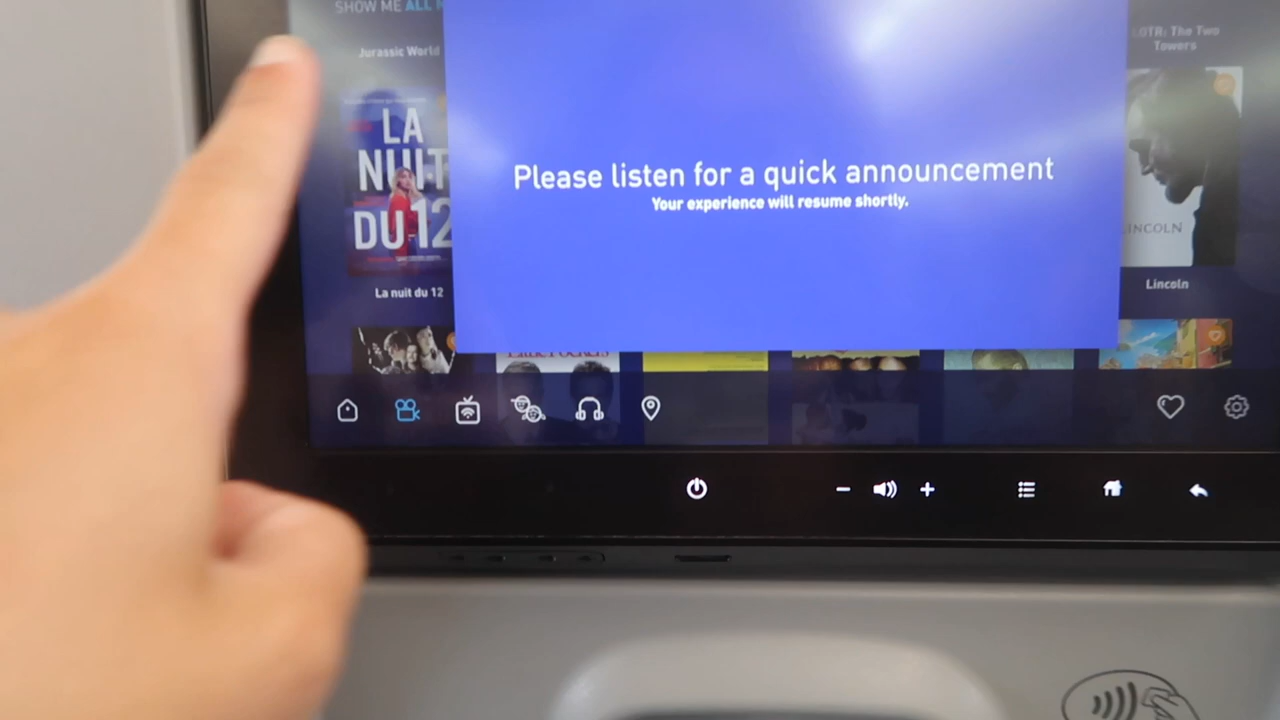 SHOW ME ALL
Jurassic World
LOTR: The Two
Towers
LA
NUIT
DU 12
Please listen for a quick announcement
Your experience will resume shortly.
LINCOLN
La nuit du 12
Lincoln